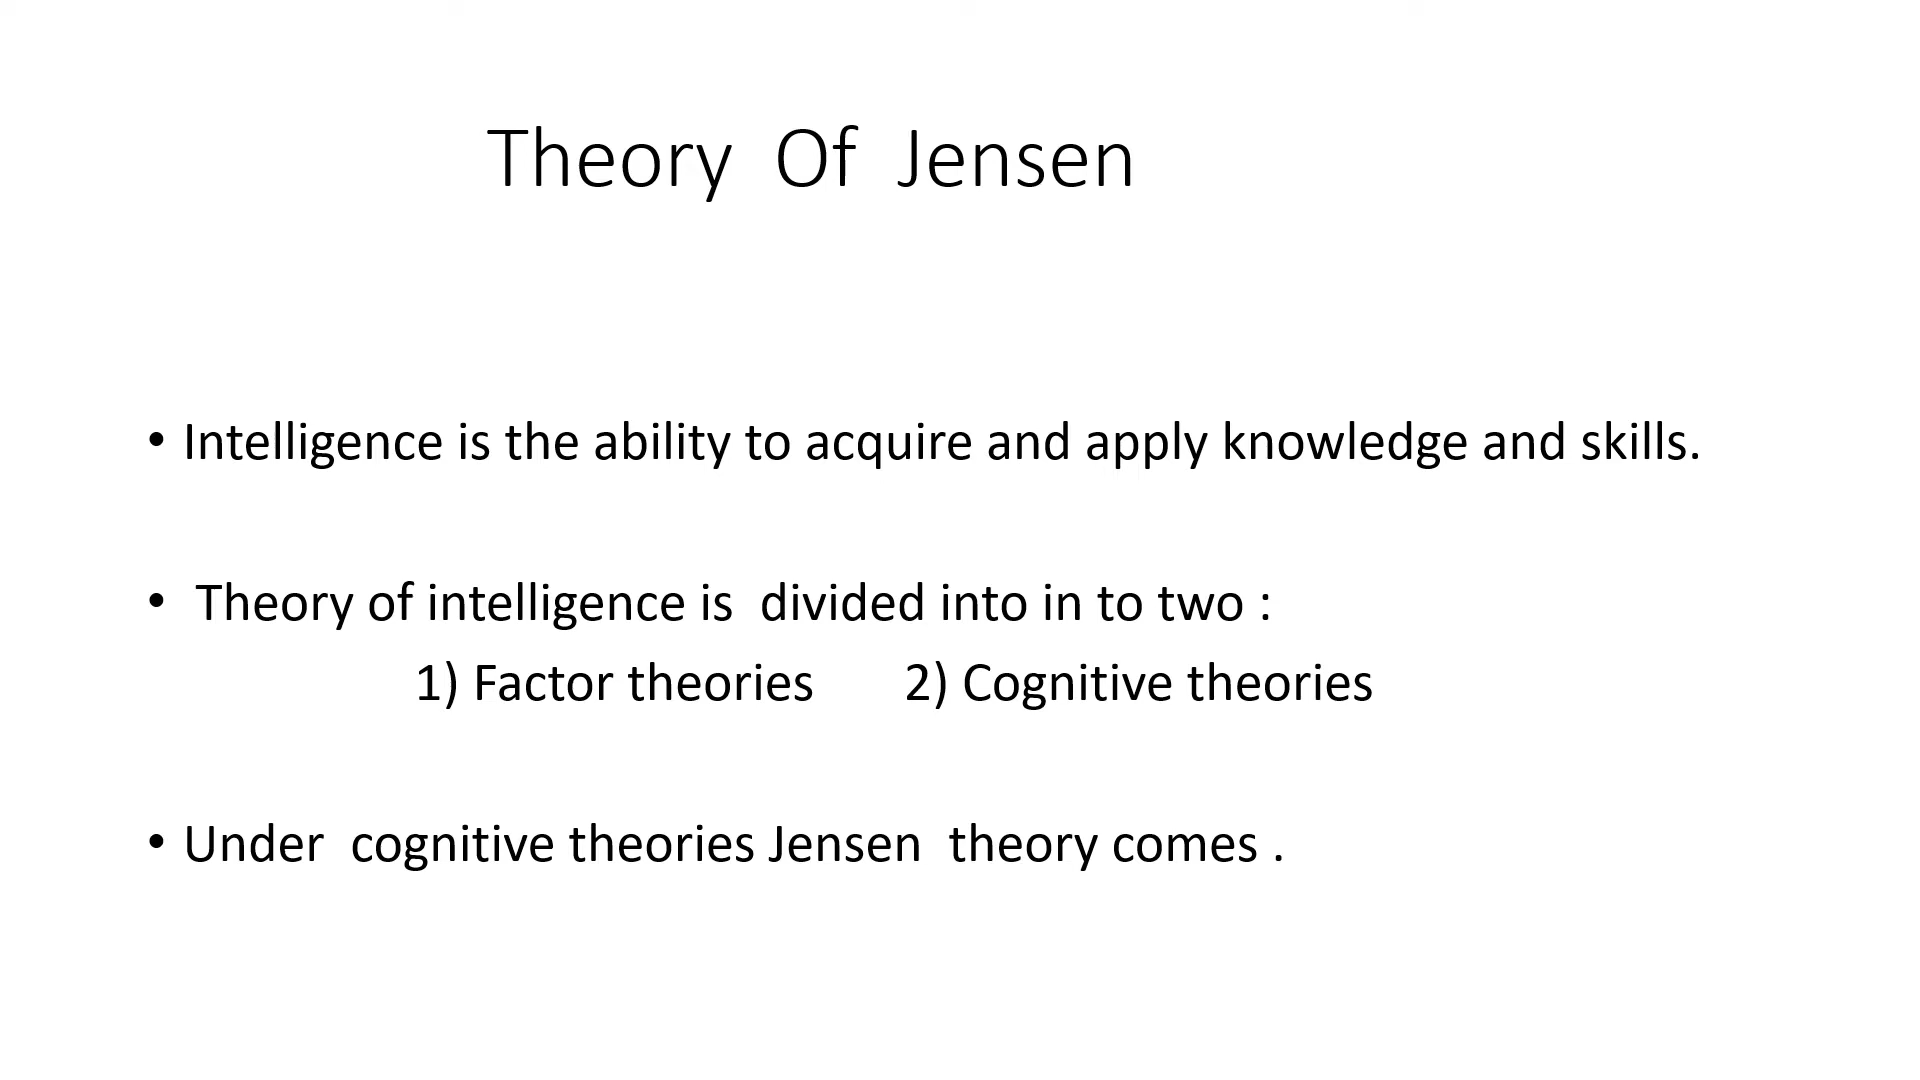 Theory Of Jensen
• Intelligence is the ability to acquire and apply knowledge and skills.
• Theory of intelligence is divided into in to two :
1) Factor theories 2) Cognitive theories
• Under cognitive theories Jensen theory comes .